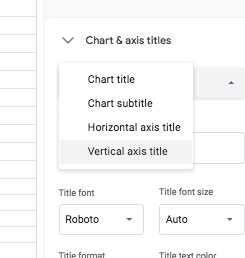 Chart & axis titles
Chart title
Chart subtitle
Horizontal axis title
Vertical axis title
Title font
Title font size
Roboto
Auto
Title format
Title text color